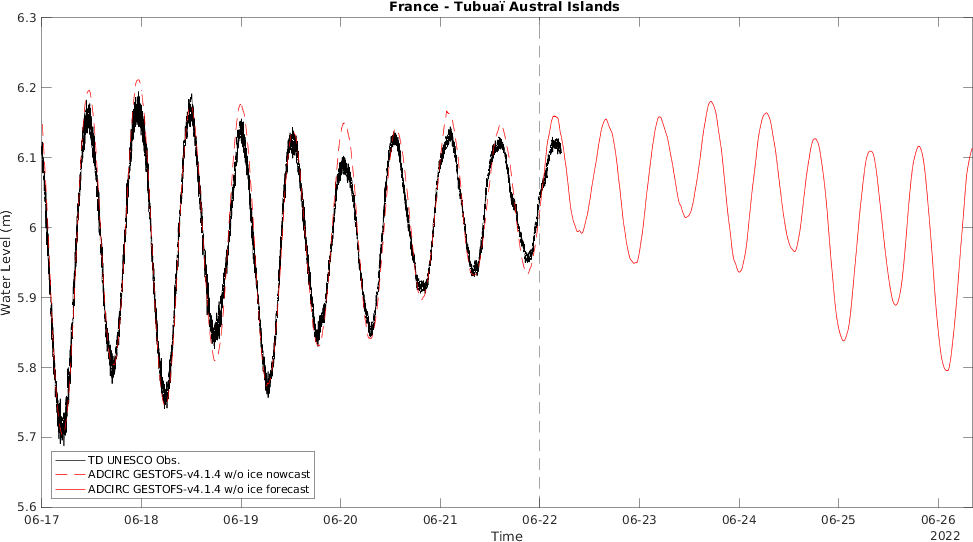 France - Tubuaï Austral Islands
6.3
6.2
6.1
6
5.9
5.8
5.7
5.6
Water Level (m)
TD UNESCO Obs.
ADCIRC GESTOFS-v4.1.4 w/o ice nowcast
ADCIRC GESTOFS-v4.1.4 w/o ice forecast
06-17 06-18 06-19 06-20 06-21 06-22 06-23 06-24 06-25 06-26
Time 2022